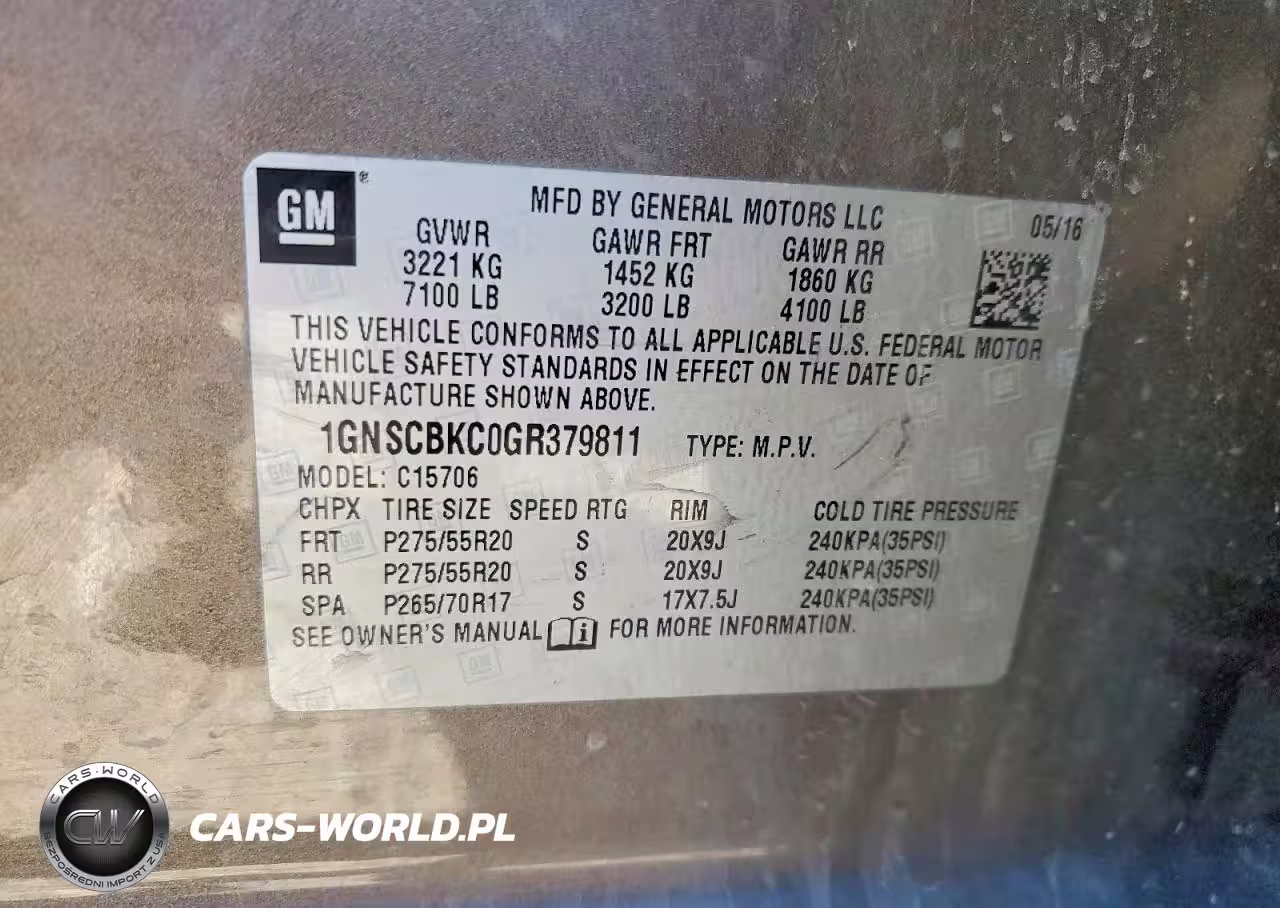 GM®
MFD BY GENERAL MOTORS LLC
05/16
GVWR GAWR FRT GAWR RR
3221 KG 1452 KG 1860 KG
7100 LB 3200 LB 4100 LB
THIS VEHICLE CONFORMS TO ALL APPLICABLE U.S. FEDERAL MOTOR
VEHICLE SAFETY STANDARDS IN EFFECT ON THE DATE OF
MANUFACTURE SHOWN ABOVE.
1GNSCBKC0GR379811 TYPE: M.P.V.
MODEL: C15706
CHPX TIRE SIZE SPEED RTG RIM COLD TIRE PRESSURE
FRT P275/55R20 S 20X9J 240KPA(35PSI)
RR P275/55R20 S 20X9J 240KPA(35PSI)
SPA P265/70R17 S 17X7.5J 240KPA(35PSI)
SEE OWNER'S MANUAL i FOR MORE INFORMATION.
CARS-WORLD
CW
BEZPOŚREDNI IMPORT Z USA
CARS-WORLD.PL